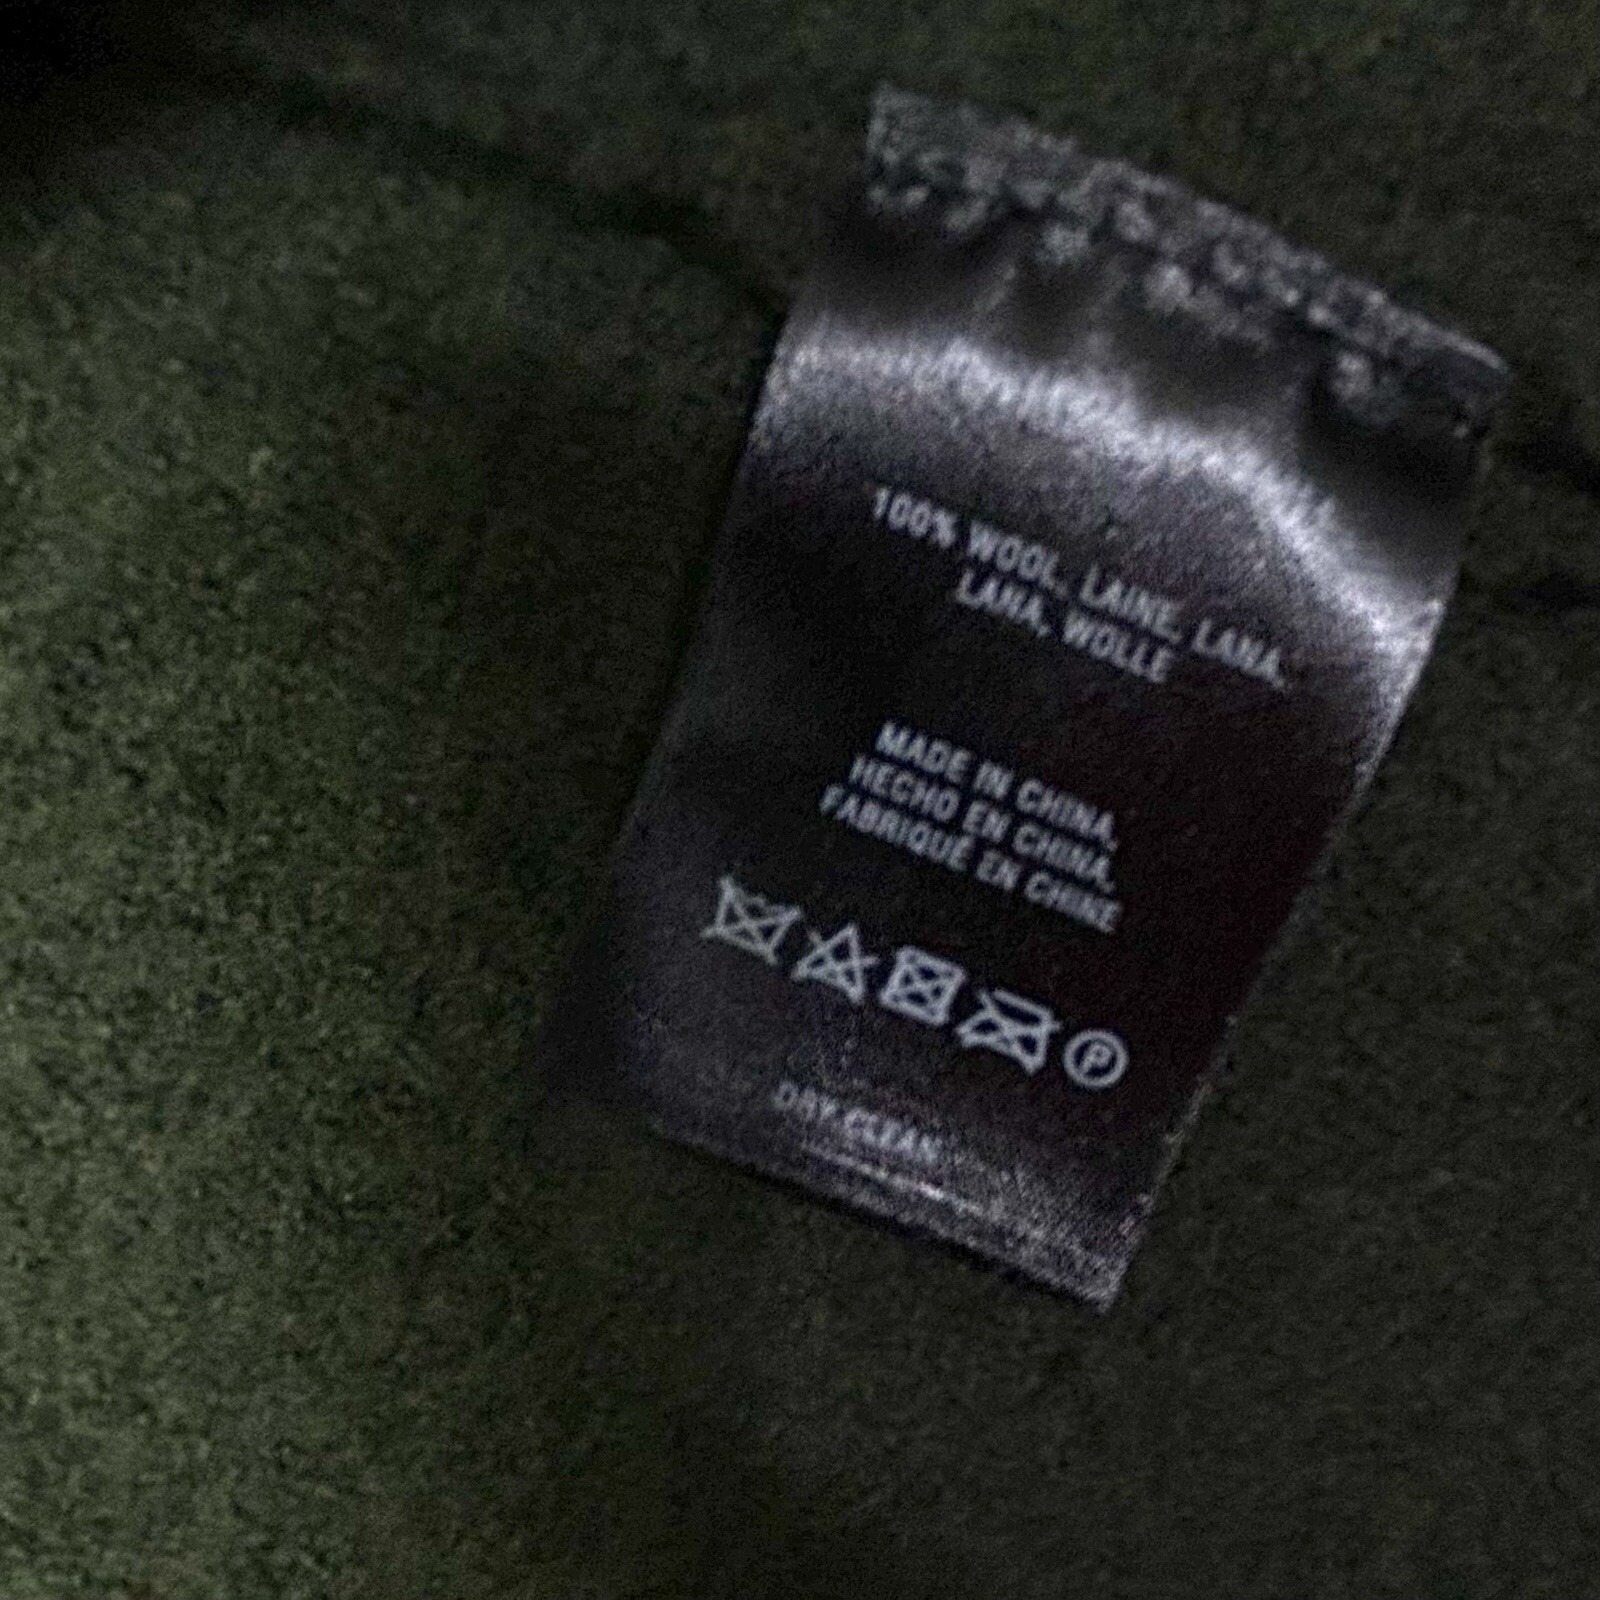 100% WOOL, LAINE, LANA,
LANA, WOLLE
MADE IN CHINA,
HECHO EN CHINA,
FABRIQUÉ EN CHINE
P
DRY CLEAN